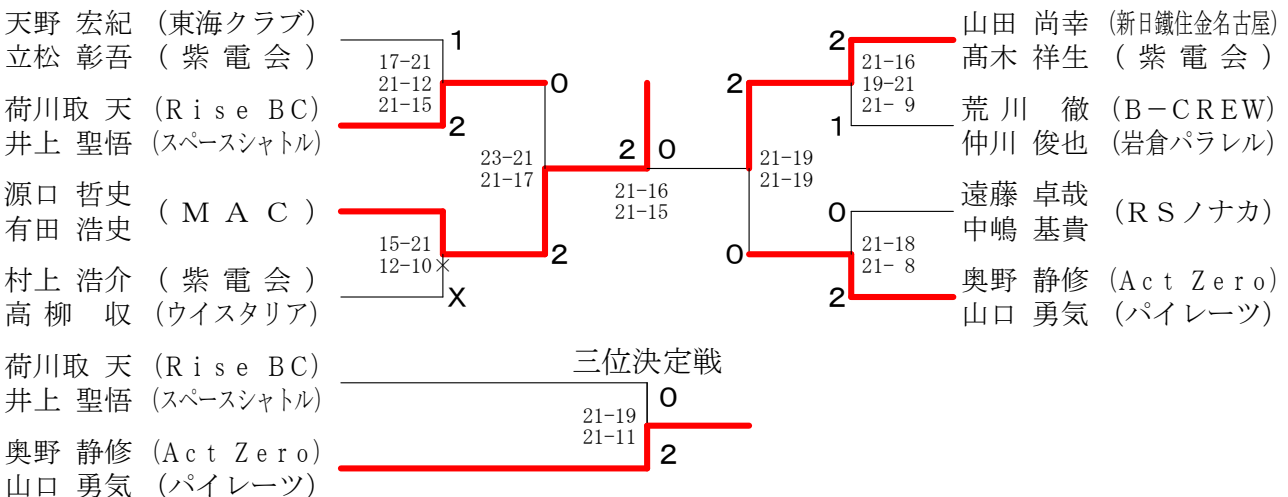 天野 宏紀 (東海クラブ)
立松 彰吾 ( 紫 電 会 )
1
17-21
21-12
21-15
荷川取 天 (Rise BC)
井上 聖悟 (スペースシャトル)
2
0
23-21
21-17
源口 哲史
有田 浩史
( M A C )
15-21
12-10×
2
村上 浩介 ( 紫 電 会 )
高 柳 収 (ウイスタリア)
X
2 0
21-16
21-15
山田 尚幸 (新日鐵住金名古屋)
髙木 祥生 ( 紫 電 会 )
2
21-16
19-21
21- 9
荒 川 徹 (B-CREW)
仲川 俊也 (岩倉パラレル)
1
2
21-19
21-19
遠藤 卓哉
中嶋 基貴
(RSノナカ)
0
21-18
21- 8
0
奥野 静修 (Act Zero)
山口 勇気 (パイレーツ)
2
三位決定戦
荷川取 天 (Rise BC)
井上 聖悟 (スペースシャトル)
0
21-19
21-11
奥野 静修 (Act Zero)
山口 勇気 (パイレーツ)
2